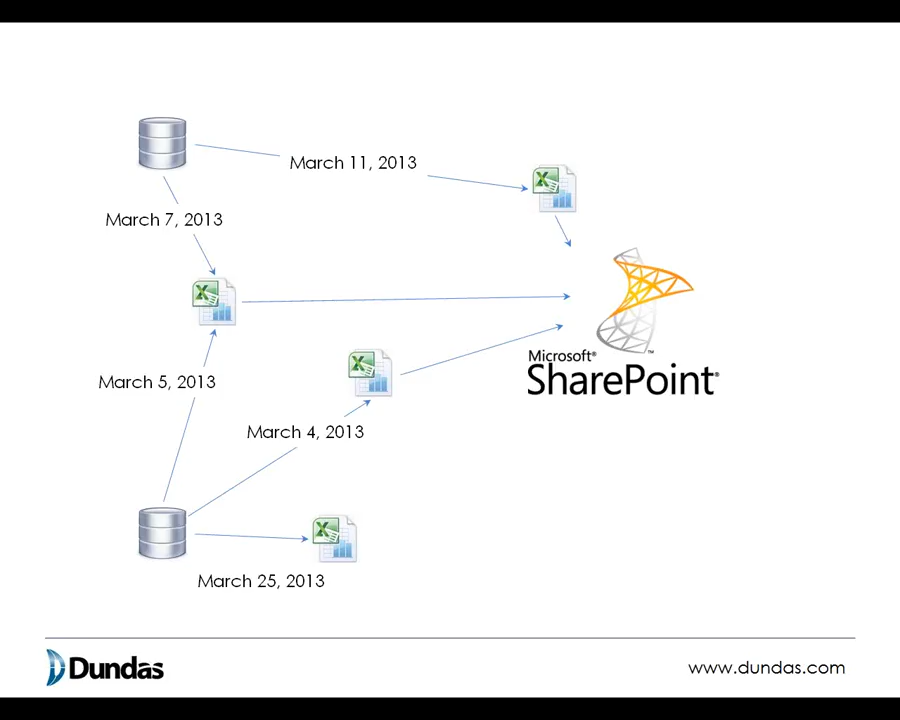 March 11, 2013
March 7, 2013
Microsoft®
SharePoint®
™
March 5, 2013
March 4, 2013
March 25, 2013
Dundas
www.dundas.com